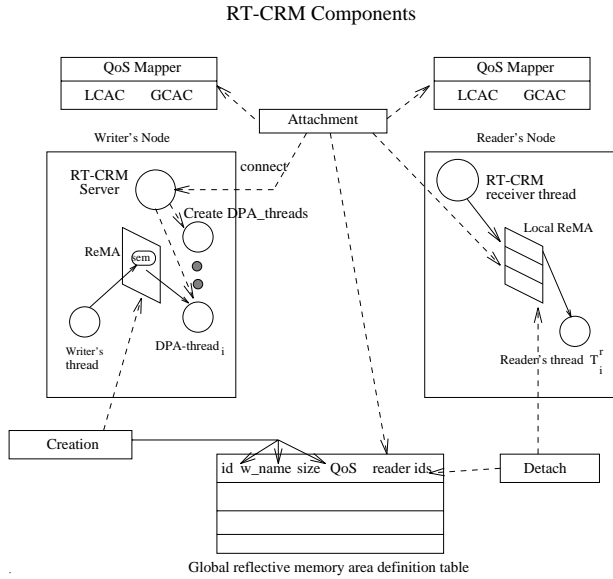 RT-CRM Components
QoS Mapper
LCAC GCAC
QoS Mapper
LCAC GCAC
Attachment
Writer's Node
Reader's Node
connect
RT-CRM
Server
Create DPA_threads
ReMA
sem
Writer's
thread
DPA-thread i
RT-CRM
receiver thread
Local ReMA
Reader's thread T i r
Creation
Detach
id w_name size QoS reader ids
Global reflective memory area definition table